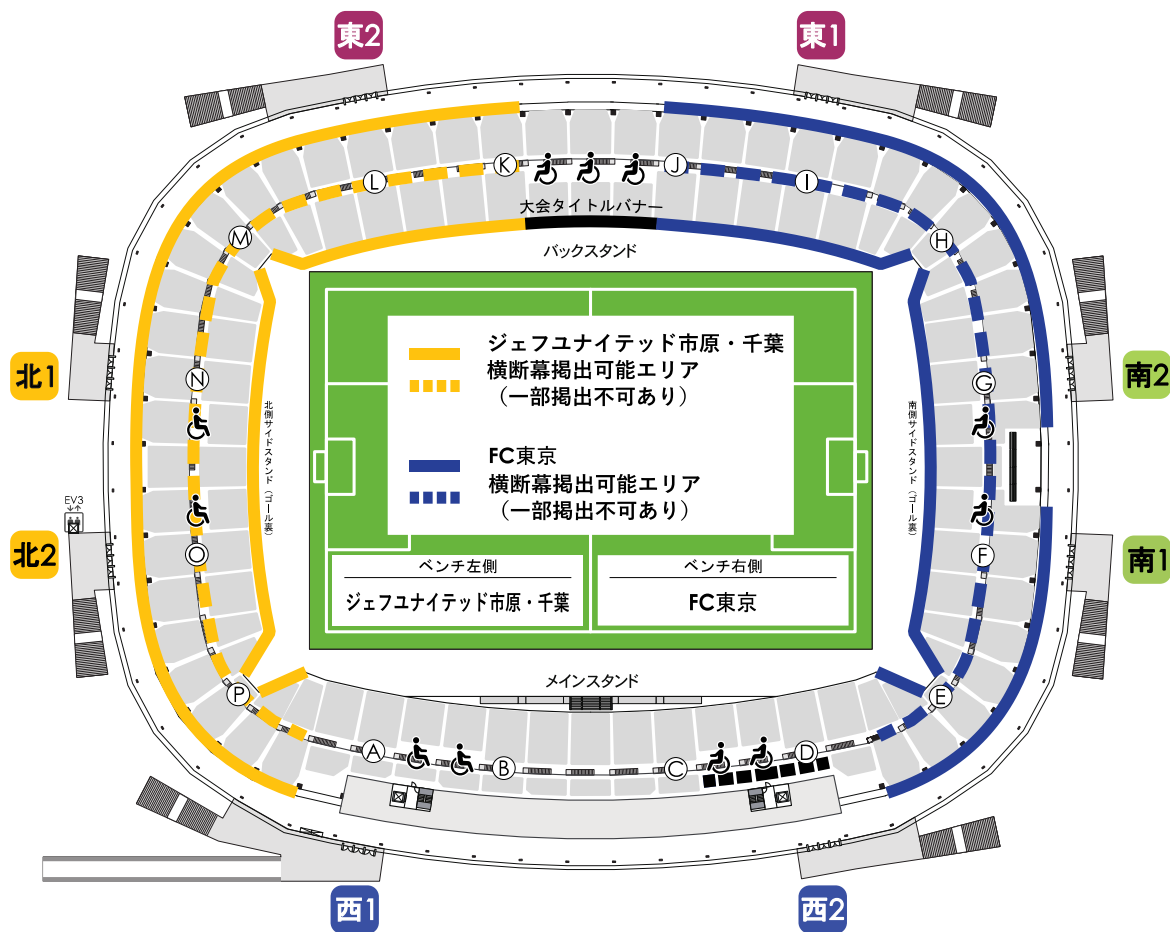 東2
東1
K
J
L
I
大会タイトルバナー
M
H
バックスタンド
北1
南2
ジェフユナイテッド市原・千葉
横断幕掲出可能エリア
（一部掲出不可あり）
N
G
北側サイドスタンド（ゴール裏）
南側サイドスタンド（ゴール裏）
FC東京
横断幕掲出可能エリア
（一部掲出不可あり）
EV3
北2
南1
O
F
ベンチ左側
ベンチ右側
ジェフユナイテッド市原・千葉
FC東京
メインスタンド
P
E
A
B
C
D
西1
西2